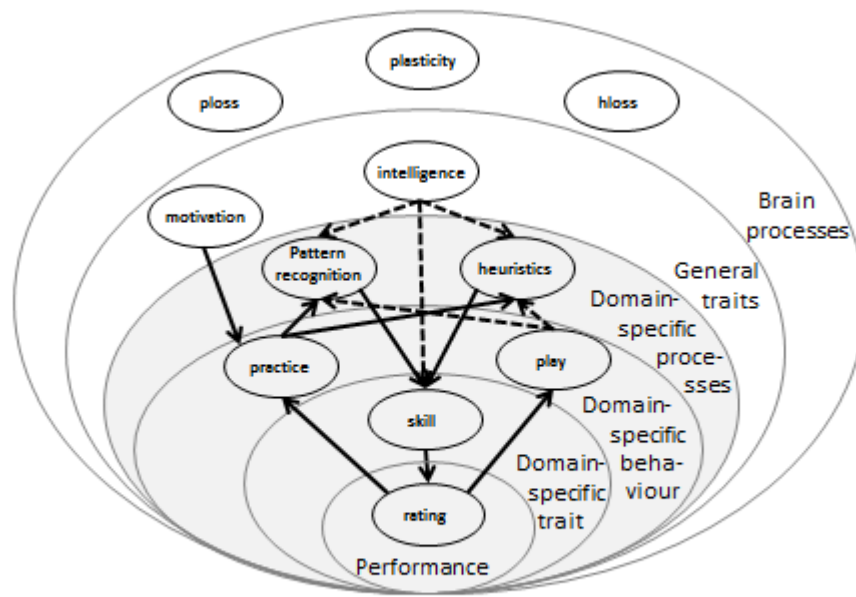 plasticity
ploss
hloss
intelligence
motivation
Brain
processes
Pattern
recognition
heuristics
General
traits
Domain-
specific
proce-
sses
practice
play
skill
Domain-
specific
beha-
viour
Domain-
specific
trait
rating
Performance